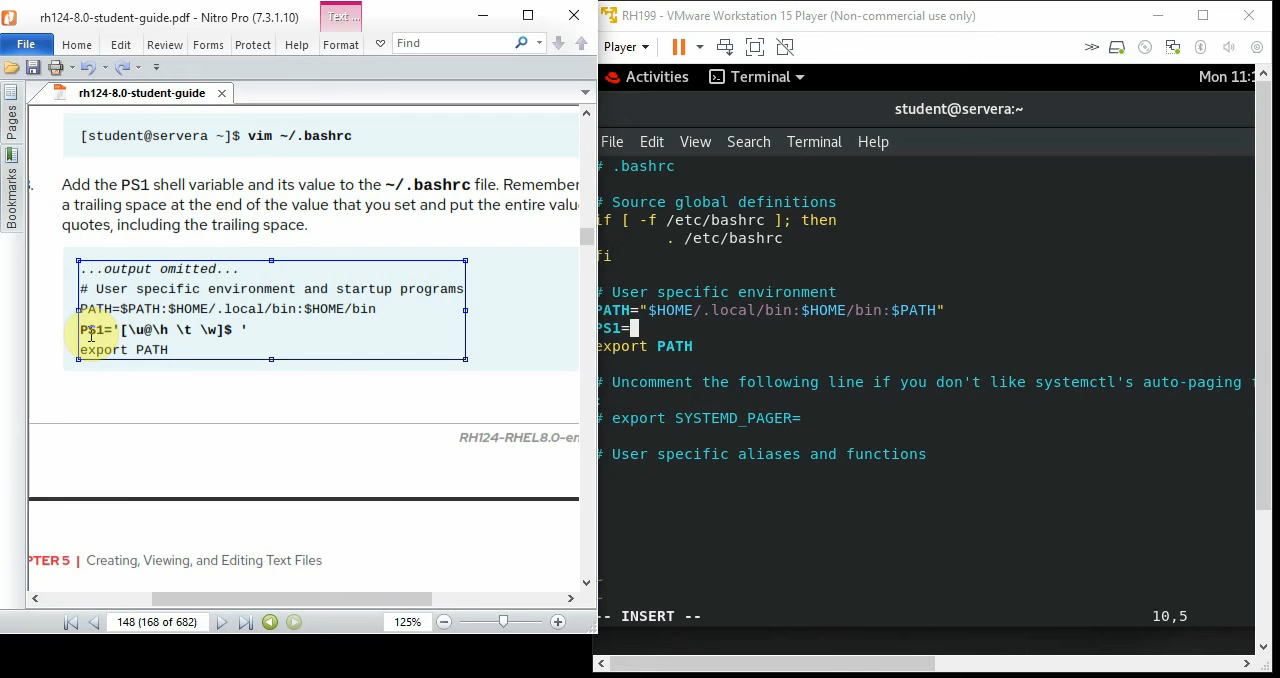 rh124-8.0-student-guide.pdf - Nitro Pro (7.3.1.10)
Text ...
File Home Edit Review Forms Protect Help Format Find
rh124-8.0-student-guide
Pages
Bookmarks
[student@servera ~]$ vim ~/.bashrc
Add the PS1 shell variable and its value to the ~/.bashrc file. Remember
a trailing space at the end of the value that you set and put the entire valu
quotes, including the trailing space.
...output omitted...
# User specific environment and startup programs
PATH=$PATH:$HOME/.local/bin:$HOME/bin
PS1='[\u@\h \t \w]$ '
export PATH
RH124-RHEL8.0-en
PTER 5 | Creating, Viewing, and Editing Text Files
148 (168 of 682)
125%
RH199 - VMware Workstation 15 Player (Non-commercial use only)
Player
Activities Terminal Mon 11:1
student@servera:~
File Edit View Search Terminal Help
# .bashrc
# Source global definitions
if [ -f /etc/bashrc ]; then
. /etc/bashrc
fi
# User specific environment
PATH="$HOME/.local/bin:$HOME/bin:$PATH"
PS1=
export PATH
# Uncomment the following line if you don't like systemctl's auto-paging f
:
# export SYSTEMD_PAGER=
# User specific aliases and functions
~
~
-- INSERT -- 10,5